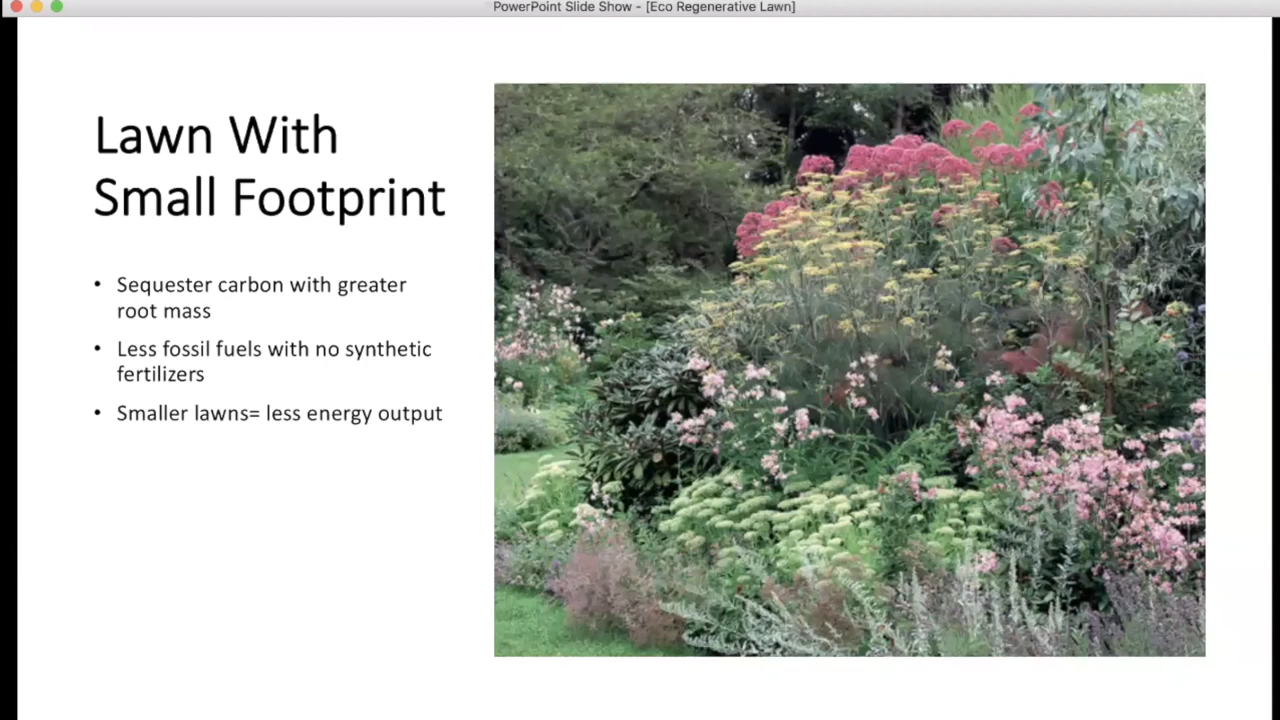 PowerPoint Slide Show - [Eco Regenerative Lawn]
Lawn With
Small Footprint
• Sequester carbon with greater
root mass
• Less fossil fuels with no synthetic
fertilizers
• Smaller lawns= less energy output